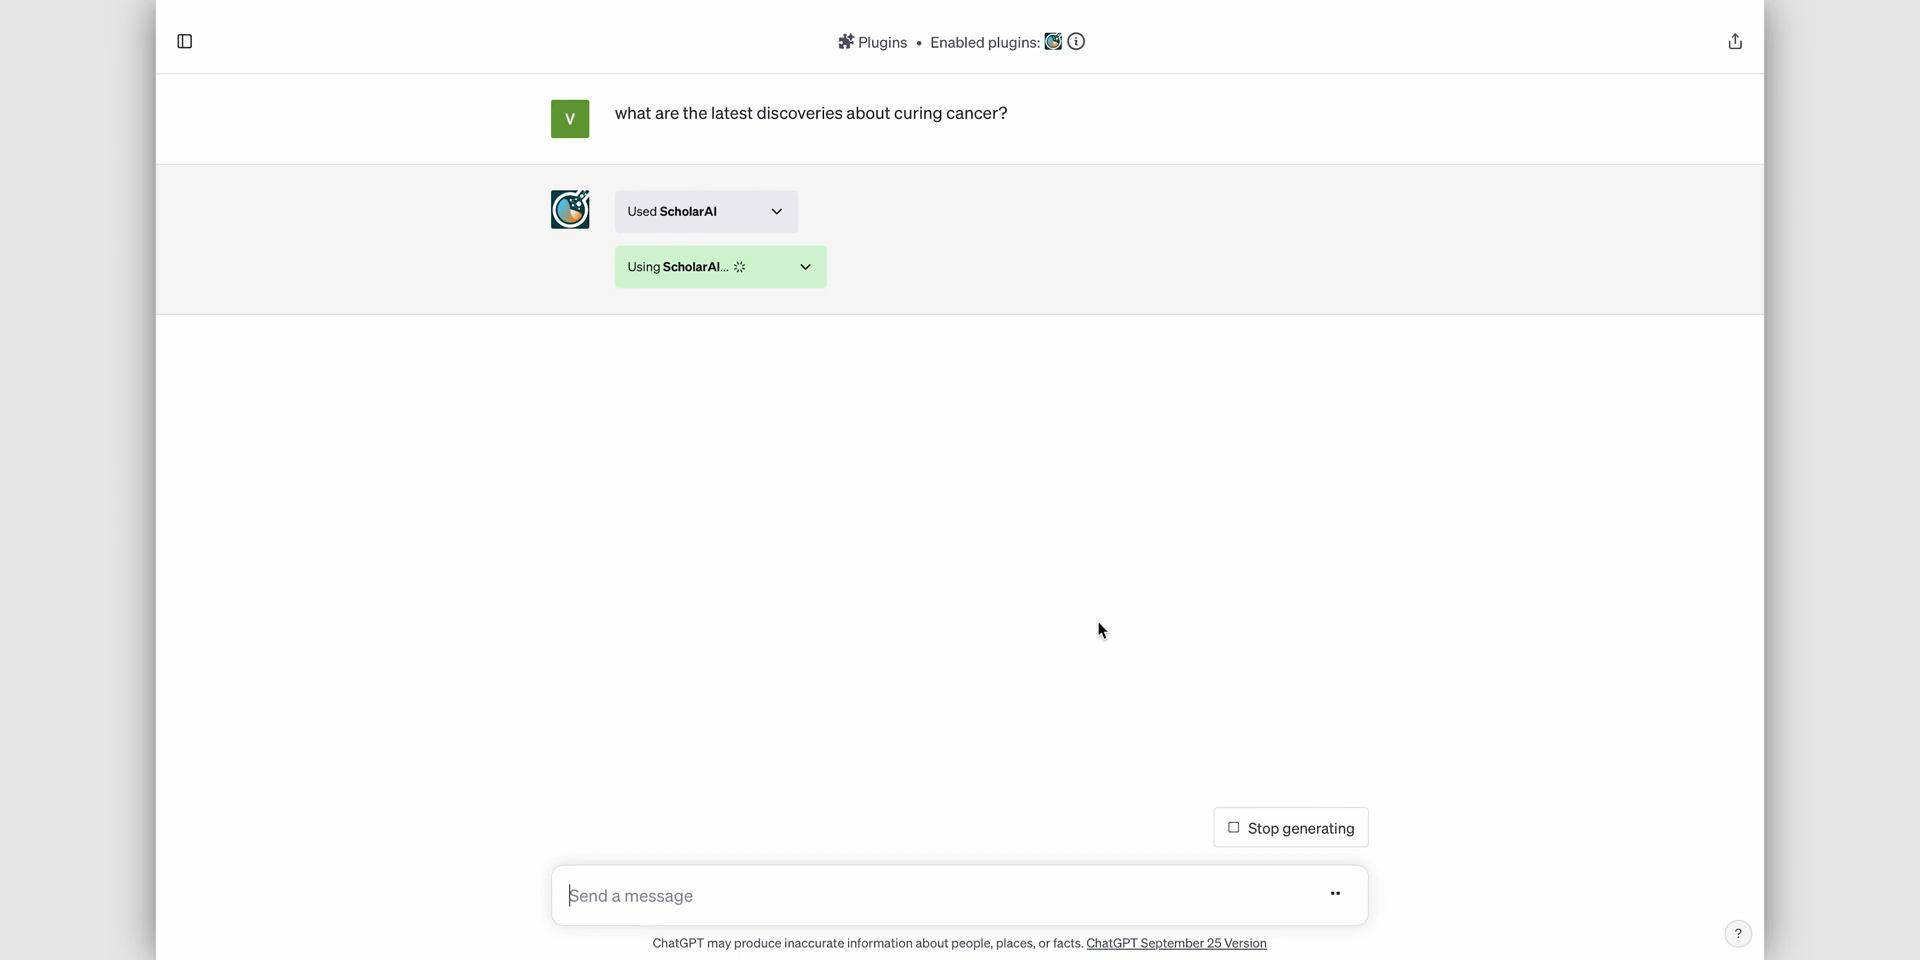 Plugins • Enabled plugins:
V
what are the latest discoveries about curing cancer?
Used ScholarAI
Using ScholarAI...
Stop generating
Send a message
ChatGPT may produce inaccurate information about people, places, or facts. ChatGPT September 25 Version
?